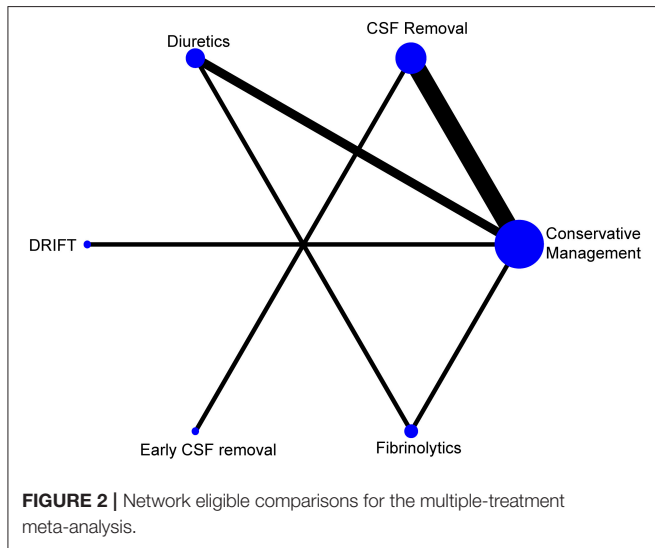 CSF Removal
Diuretics
Conservative
Management
DRIFT
Early CSF removal
Fibrinolytics
FIGURE 2 | Network eligible comparisons for the multiple-treatment
meta-analysis.